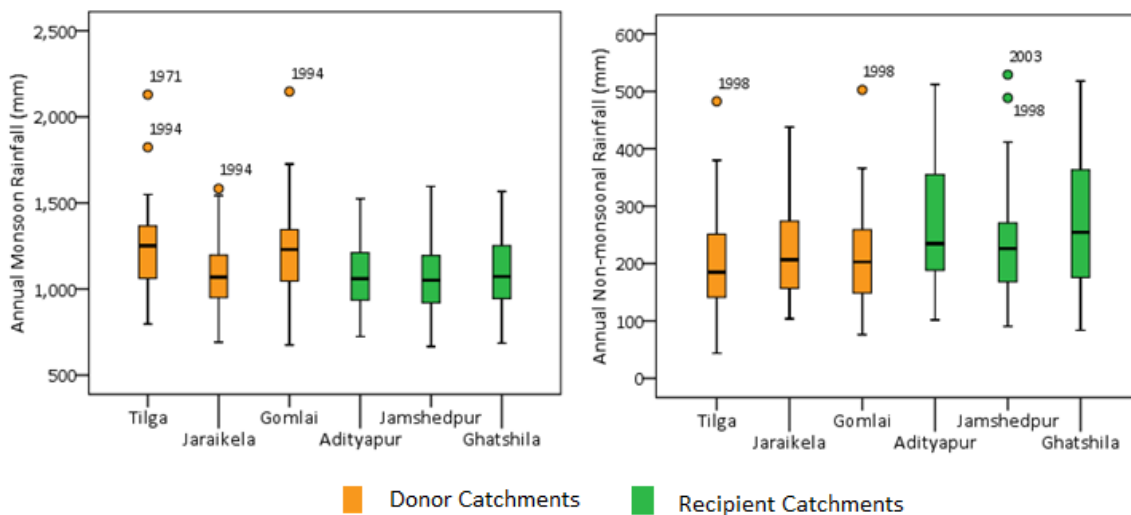 Annual Monsoon Rainfall (mm)
2,500
2,000
1,500
1,000
500
1971
1994
1994
1994
Tilga
Gomlai
Jamshedpur
Jaraikela
Adityapur
Ghatshila
Annual Non-monsoonal Rainfall (mm)
600
500
400
300
200
100
0
1998
1998
2003
1998
Tilga
Gomlai
Jamshedpur
Jaraikela
Adityapur
Ghatshila
Donor Catchments
Recipient Catchments